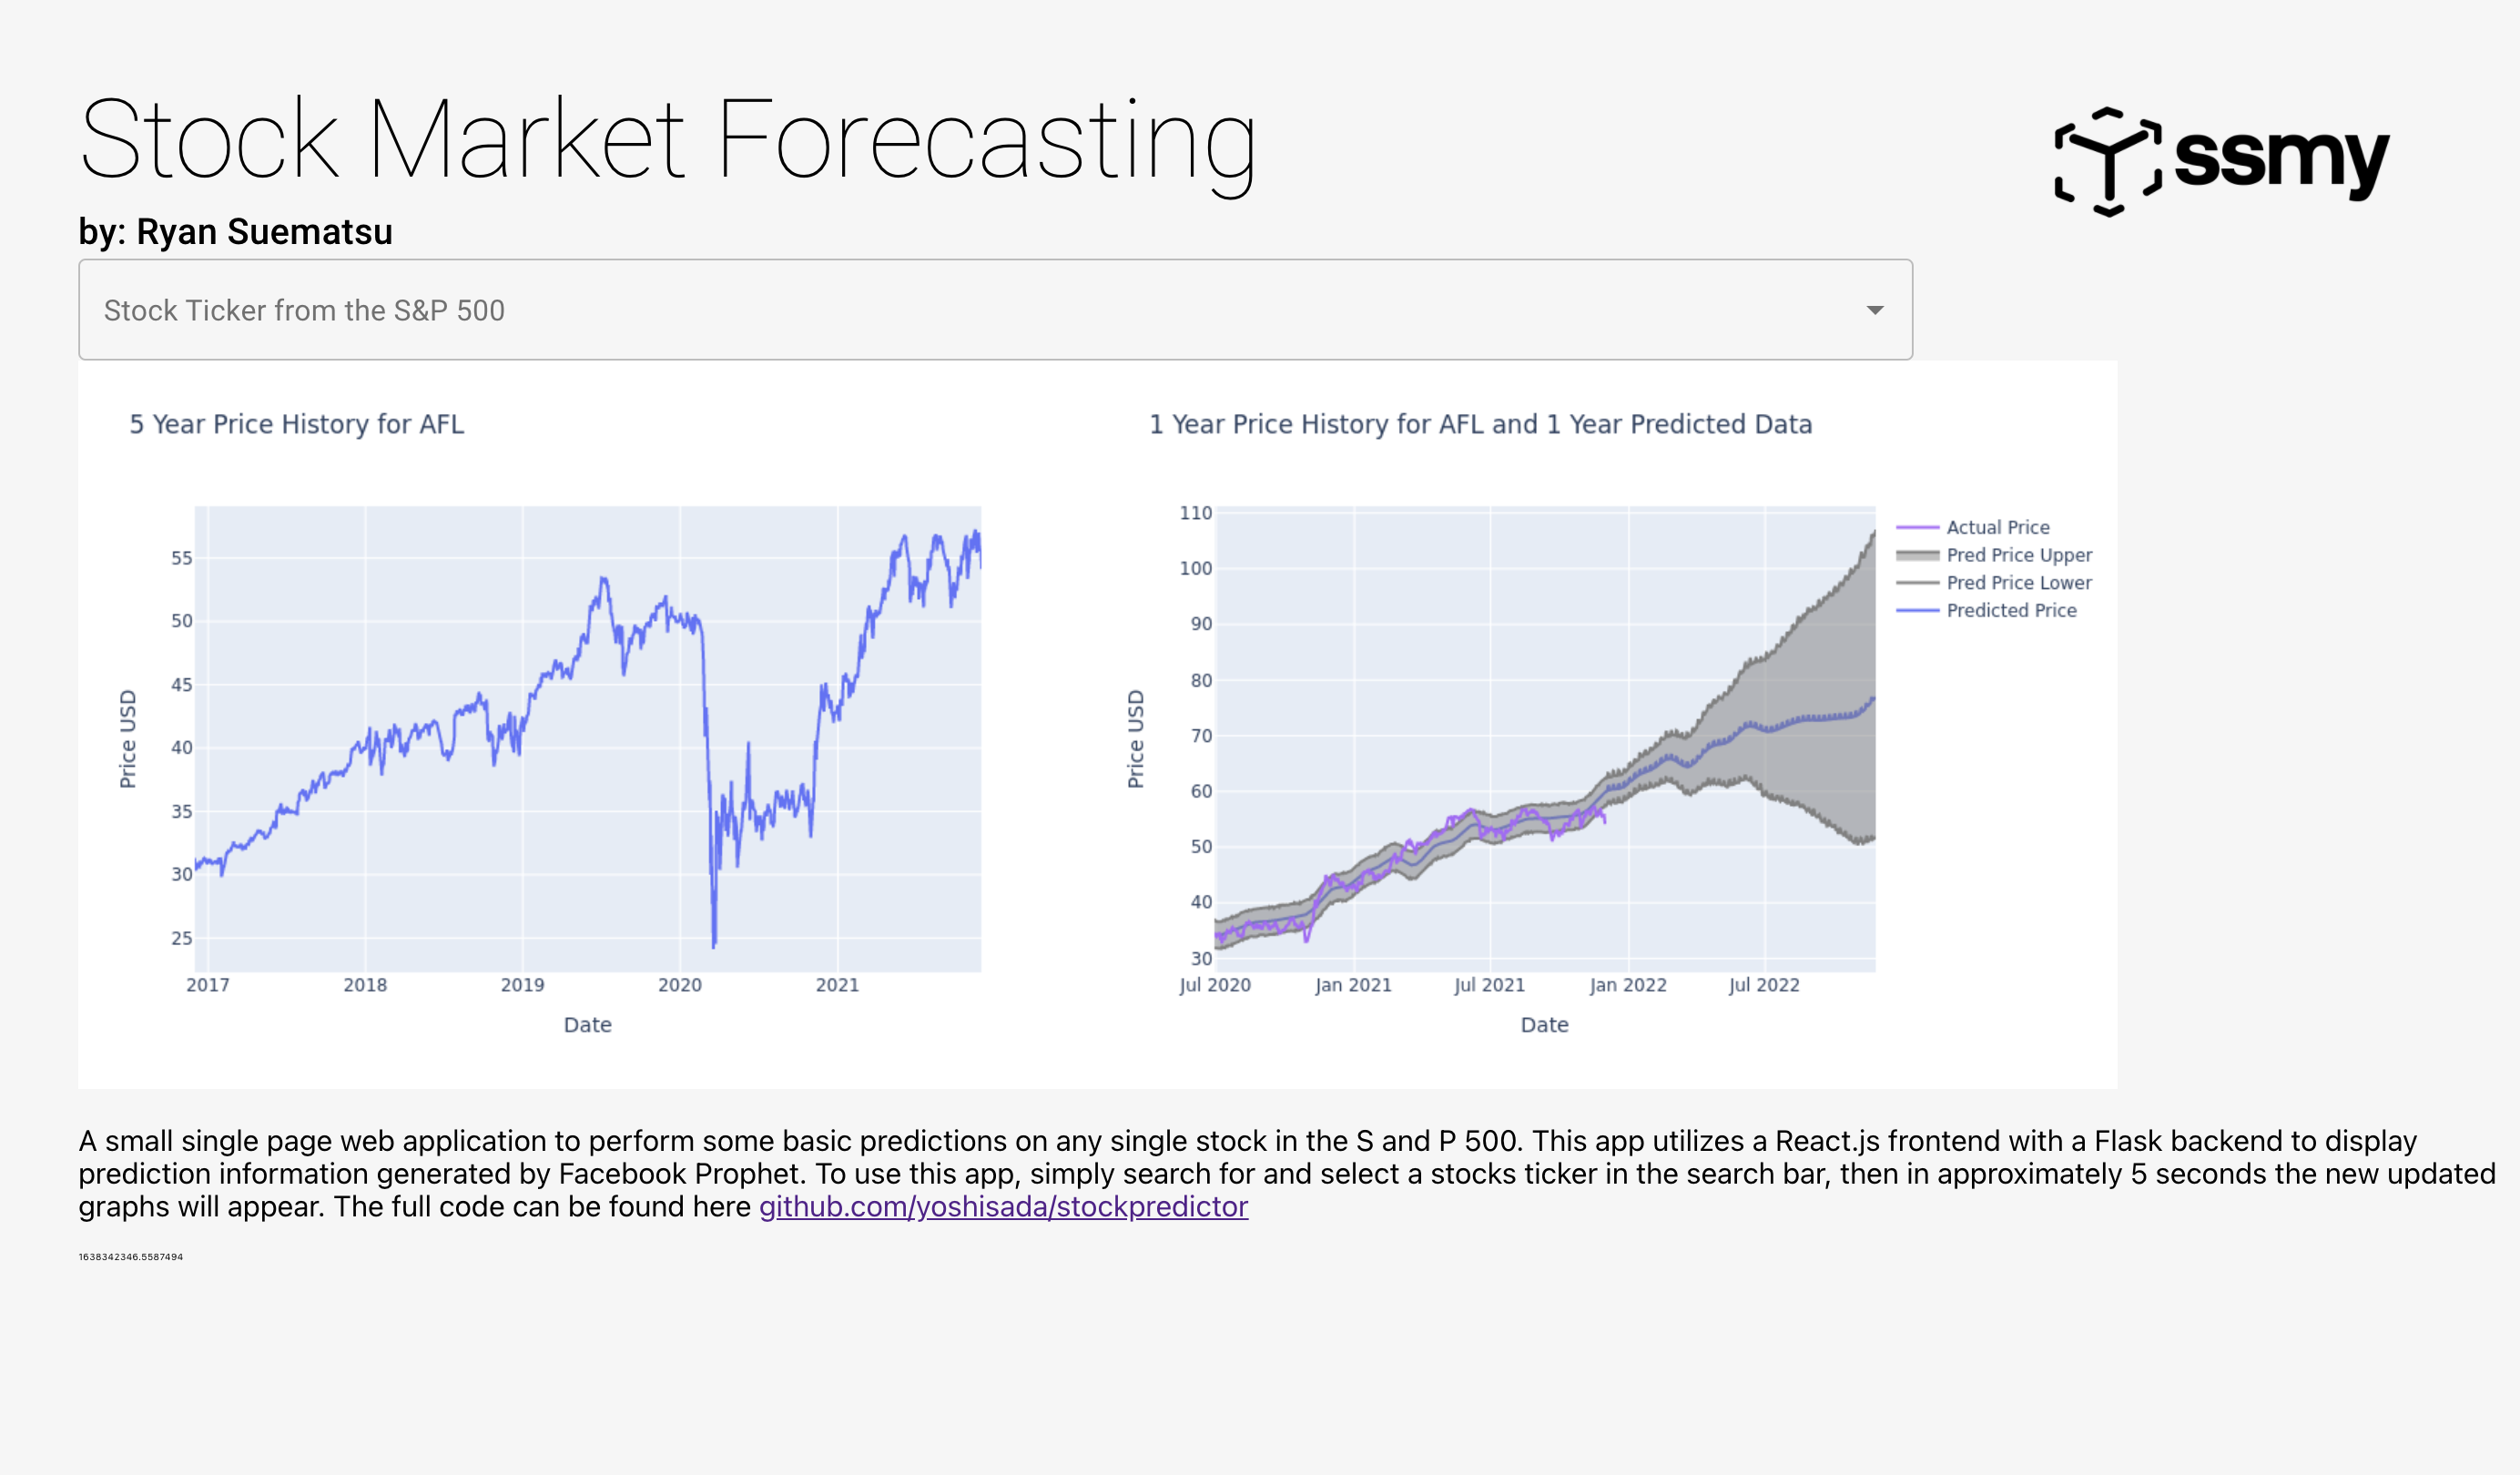 Stock Market Forecasting
ssmy
by: Ryan Suematsu
Stock Ticker from the S&P 500
5 Year Price History for AFL
55
50
45
40
35
30
25
Price USD
2017 2018 2019 2020 2021
Date
1 Year Price History for AFL and 1 Year Predicted Data
110
100
90
80
70
60
50
40
30
Price USD
Jul 2020 Jan 2021 Jul 2021 Jan 2022 Jul 2022
Date
Actual Price
Pred Price Upper
Pred Price Lower
Predicted Price
A small single page web application to perform some basic predictions on any single stock in the S and P 500. This app utilizes a React.js frontend with a Flask backend to display
prediction information generated by Facebook Prophet. To use this app, simply search for and select a stocks ticker in the search bar, then in approximately 5 seconds the new updated
graphs will appear. The full code can be found here github.com/yoshisada/stockpredictor
1638342346.5587494